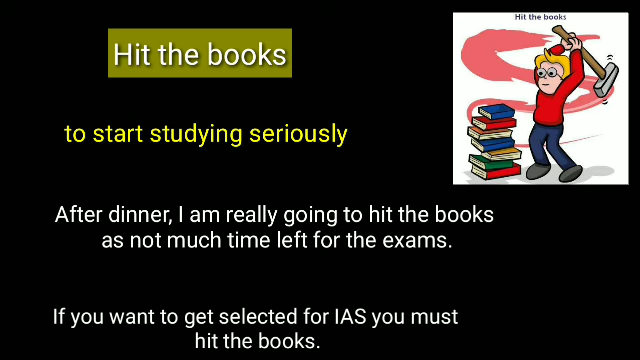 Hit the books
Hit the books
to start studying seriously
After dinner, I am really going to hit the books
as not much time left for the exams.
If you want to get selected for IAS you must
hit the books.